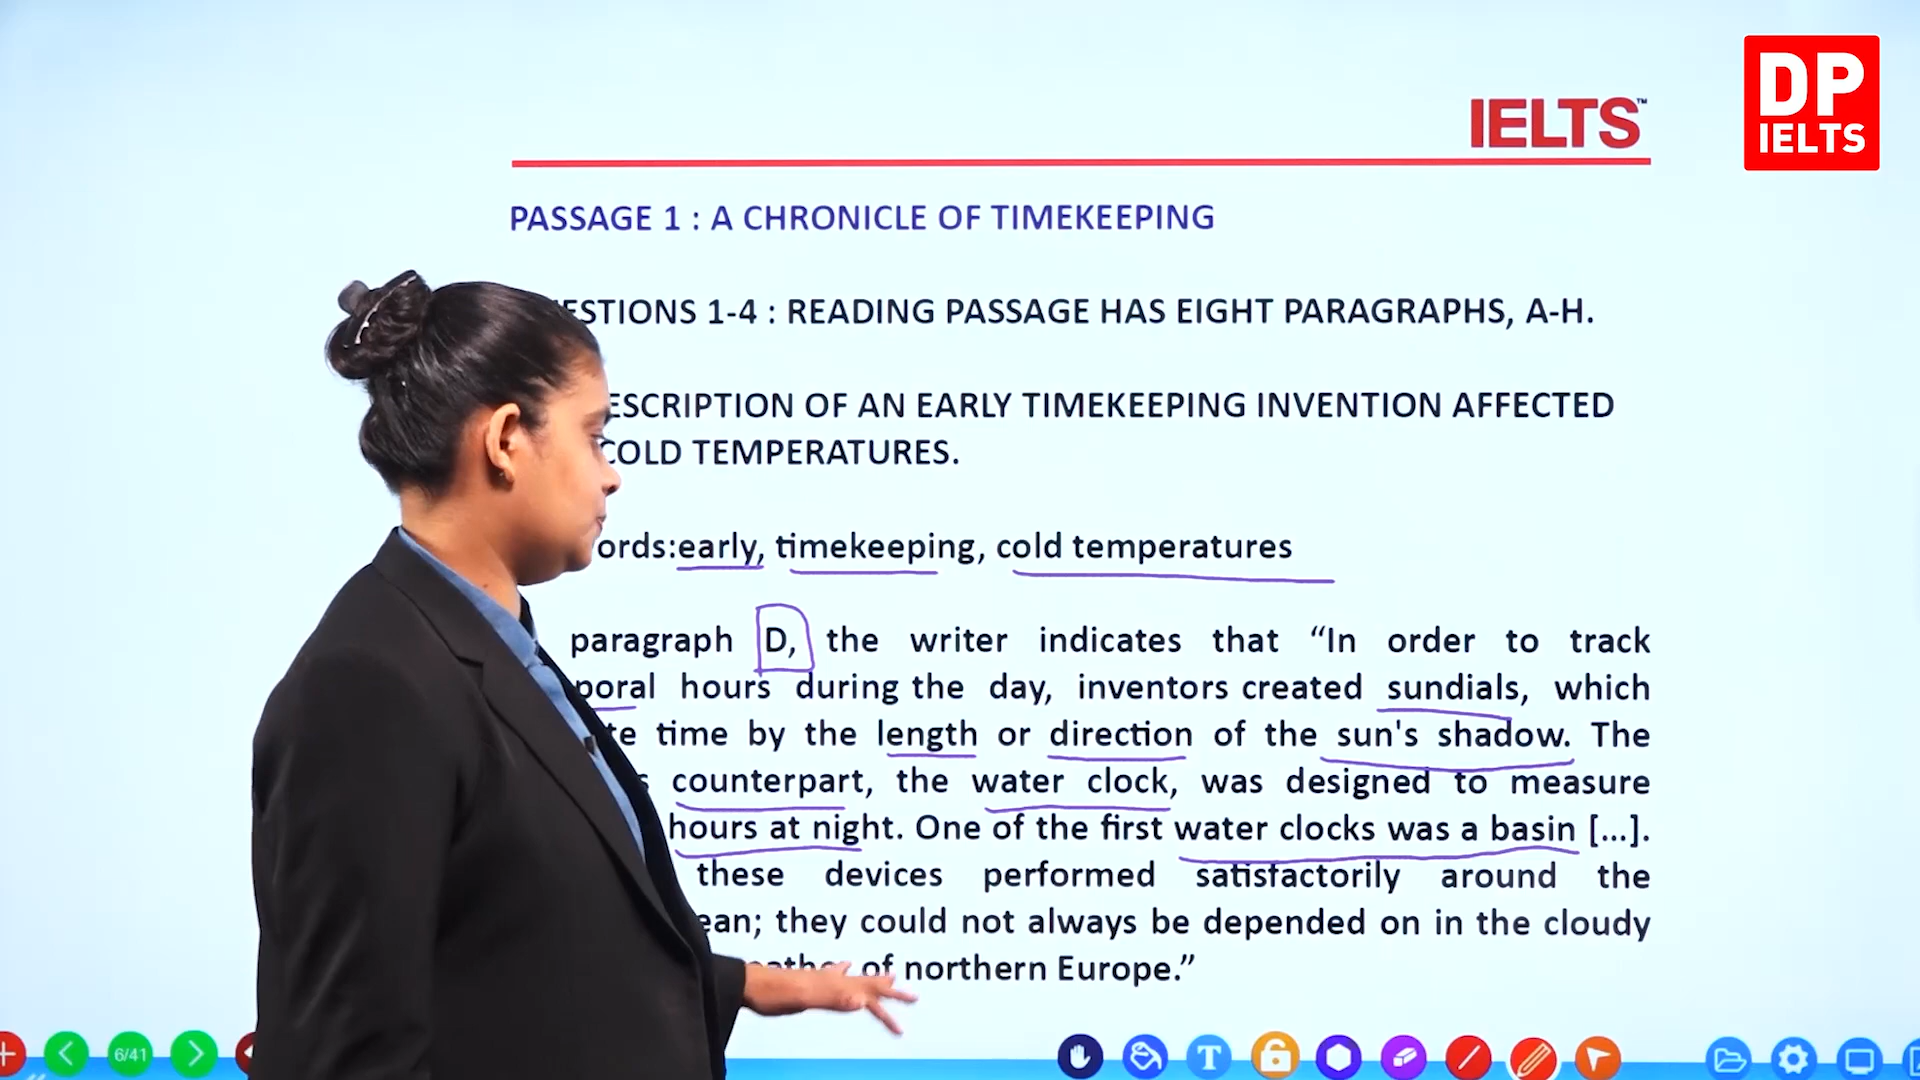 DP
IELTS
IELTS™
PASSAGE 1 : A CHRONICLE OF TIMEKEEPING
ESTIONS 1-4 : READING PASSAGE HAS EIGHT PARAGRAPHS, A-H.
ESCRIPTION OF AN EARLY TIMEKEEPING INVENTION AFFECTED
COLD TEMPERATURES.
ords:early, timekeeping, cold temperatures
paragraph D, the writer indicates that “In order to track
poral hours during the day, inventors created sundials, which
te time by the length or direction of the sun's shadow. The
counterpart, the water clock, was designed to measure
hours at night. One of the first water clocks was a basin [...].
these devices performed satisfactorily around the
ean; they could not always be depended on in the cloudy
of northern Europe.”
6/41
T